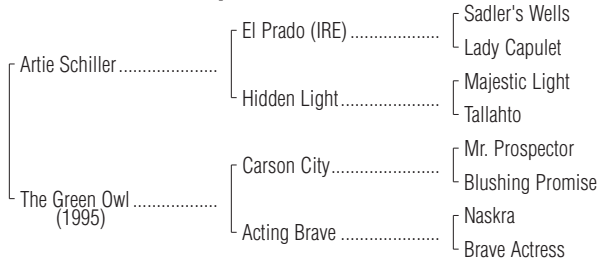 Sadler's Wells
El Prado (IRE) ....................
Lady Capulet
Artie Schiller ....................
Majestic Light
Hidden Light ......................
Tallahto
Mr. Prospector
Carson City .......................
Blushing Promise
The Green Owl .................
(1995)
Naskra
Acting Brave ....................
Brave Actress